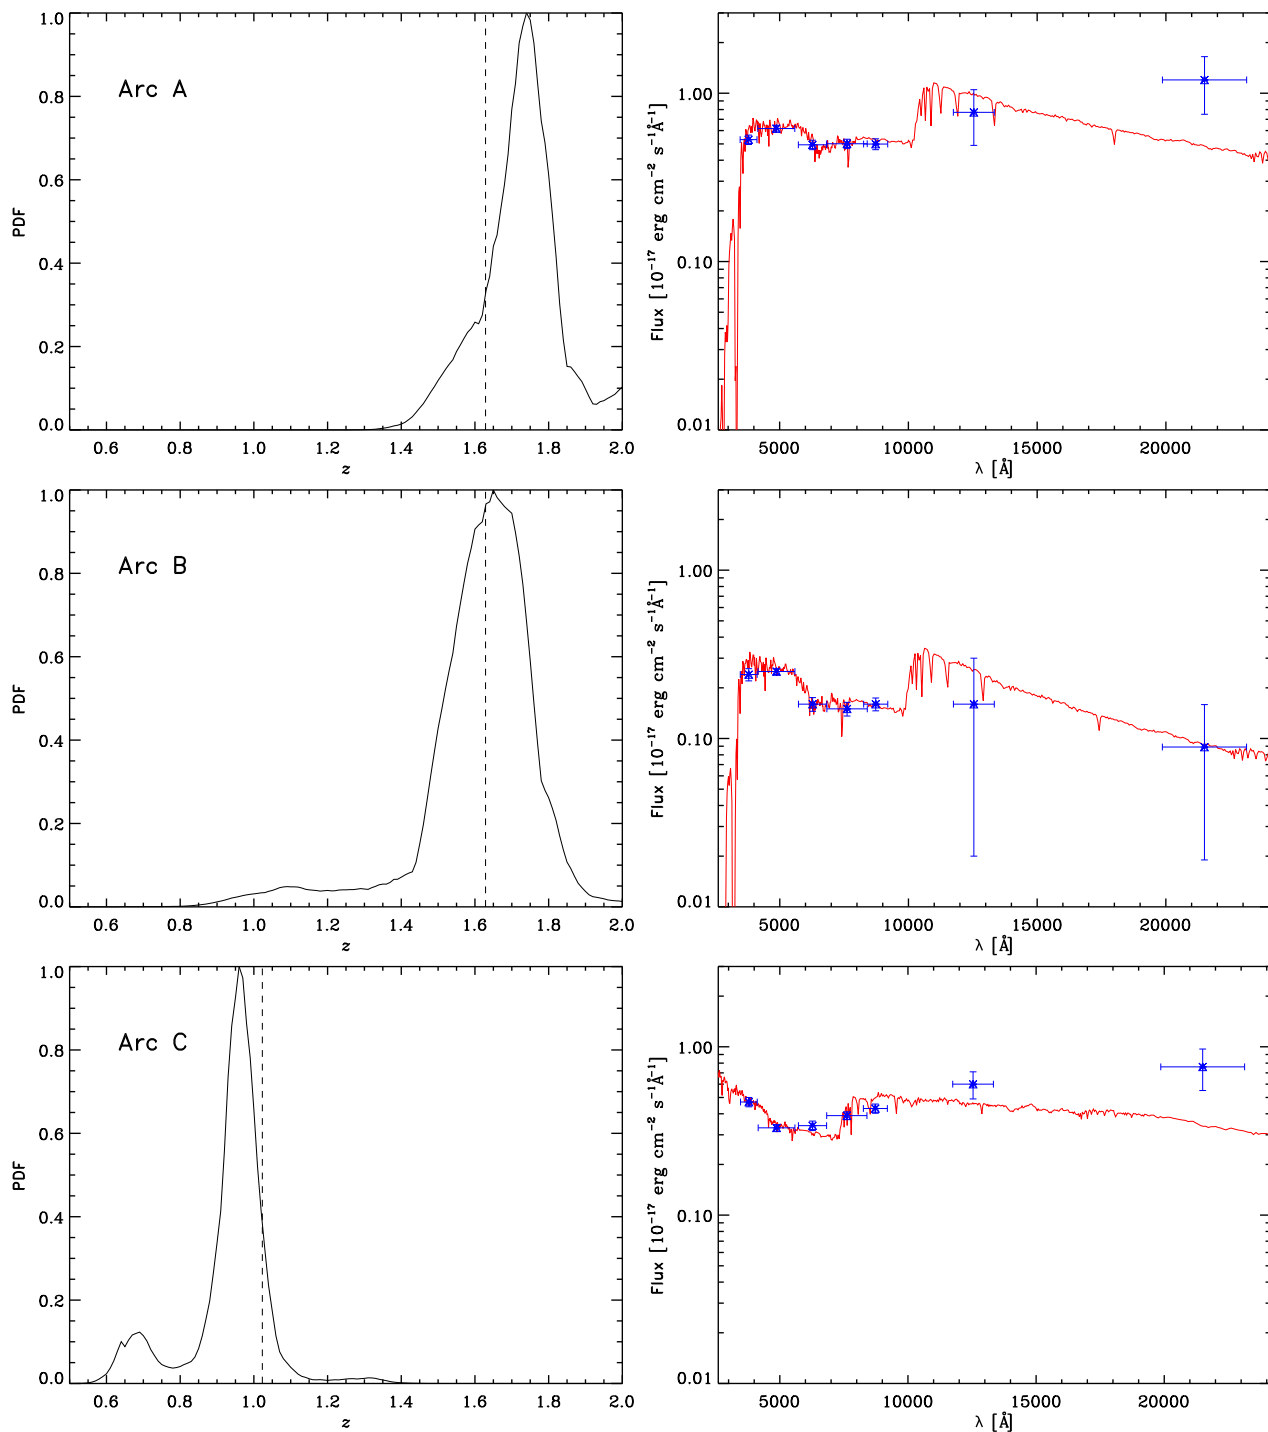 1.0
0.8
0.6
0.4
0.2
0.0
PDF
Arc A
0.6 0.8 1.0 1.2 1.4 1.6 1.8 2.0
z
1.00
0.10
0.01
Flux [10⁻¹⁷ erg cm⁻² s⁻¹Å⁻¹]
5000 10000 15000 20000
λ [Å]
1.0
0.8
0.6
0.4
0.2
0.0
PDF
Arc B
0.6 0.8 1.0 1.2 1.4 1.6 1.8 2.0
z
1.00
0.10
0.01
Flux [10⁻¹⁷ erg cm⁻² s⁻¹Å⁻¹]
5000 10000 15000 20000
λ [Å]
1.0
0.8
0.6
0.4
0.2
0.0
PDF
Arc C
0.6 0.8 1.0 1.2 1.4 1.6 1.8 2.0
z
1.00
0.10
0.01
Flux [10⁻¹⁷ erg cm⁻² s⁻¹Å⁻¹]
5000 10000 15000 20000
λ [Å]